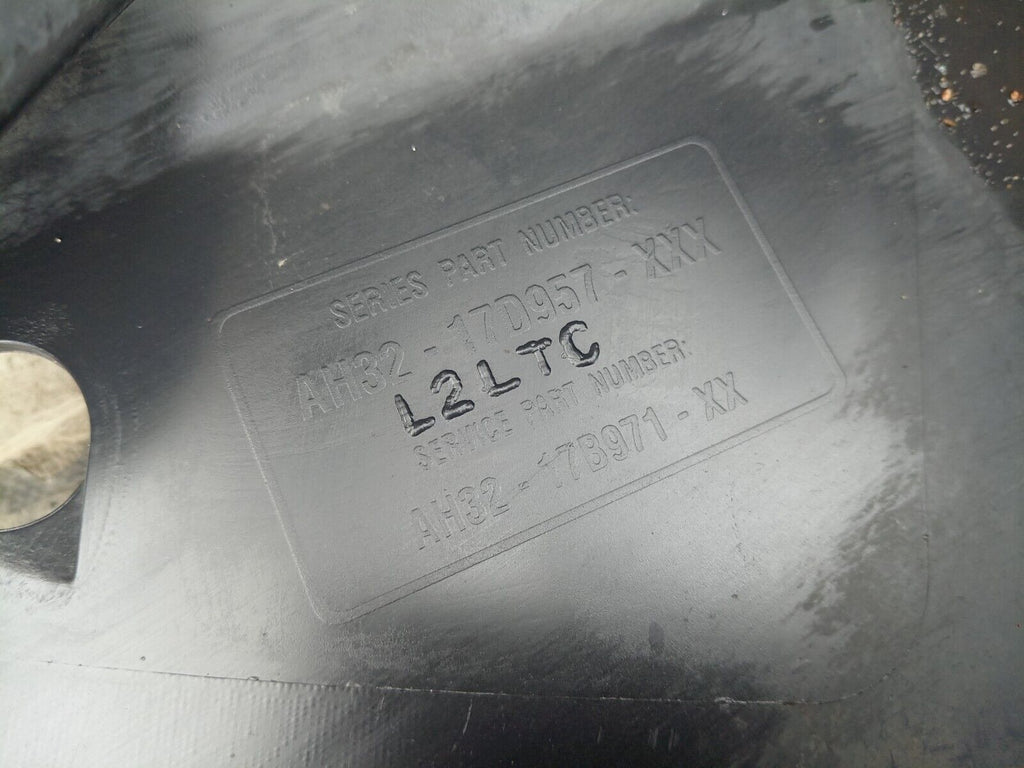 SERIES PART NUMBER:
AH32 - 17D957 - XXX
L2LTC
SERVICE PART NUMBER:
AH32 - 17B971 - XX